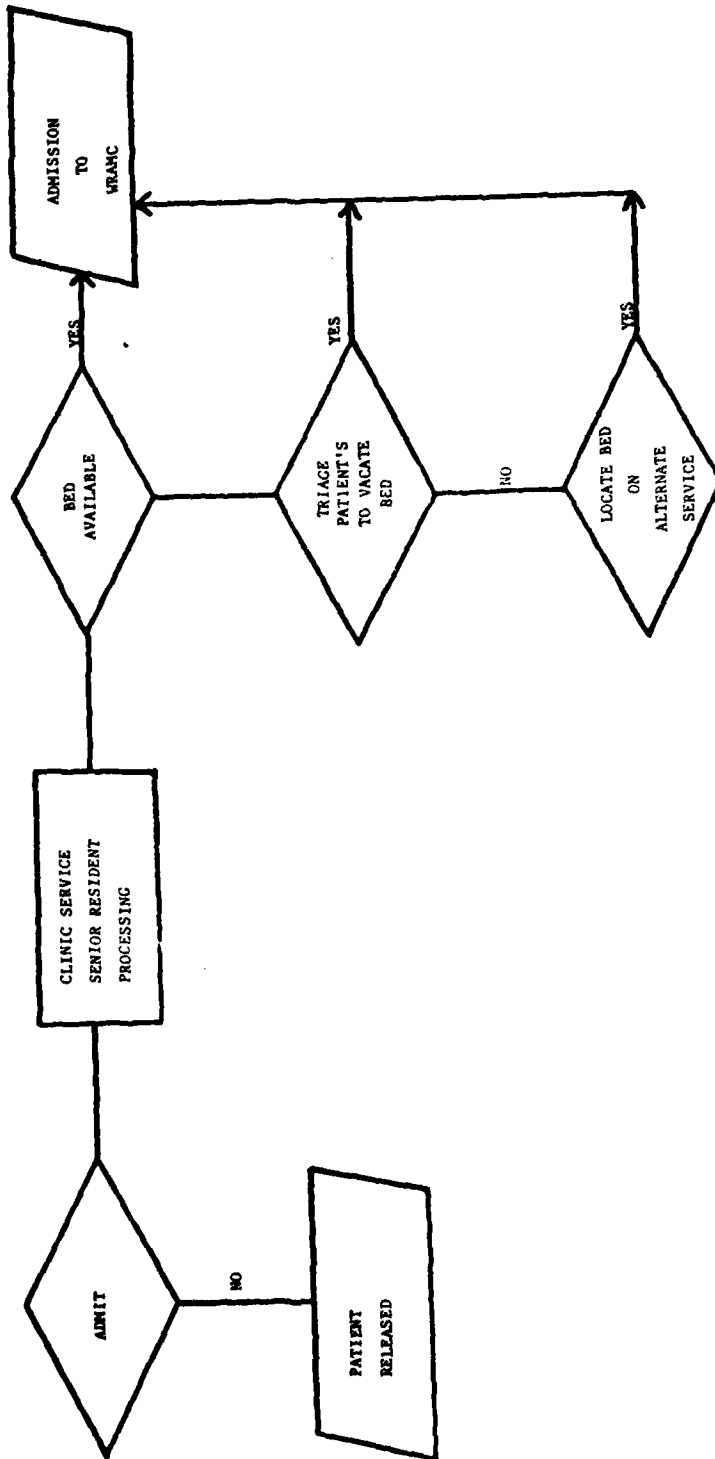 ADMIT
NO
PATIENT
RELEASED
CLINIC SERVICE
SENIOR RESIDENT
PROCESSING
BED
AVAILABLE
YES
ADMISSION
TO
WRAMC
TRIAGE
PATIENT'S
TO VACATE
BED
YES
NO
LOCATE BED
ON
ALTERNATE
SERVICE
YES